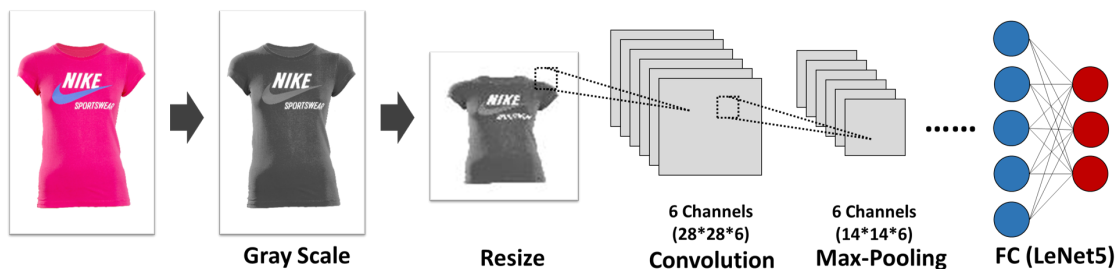 NIKE
SPORTSWEAR
NIKE
SPORTSWEAR
NIKE
6 Channels
(28*28*6)
6 Channels
(14*14*6)
Gray Scale
Resize
Convolution
Max-Pooling
FC (LeNet5)